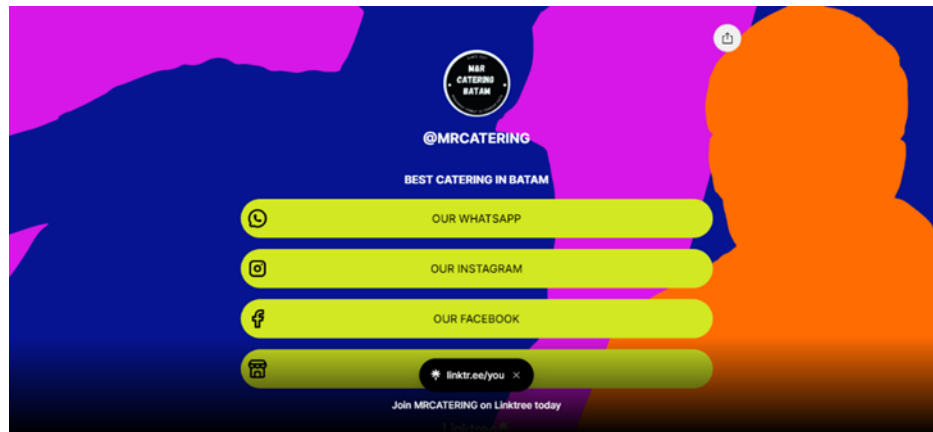 M&R
CATERING
BATAM
@MRCATERING
BEST CATERING IN BATAM
OUR WHATSAPP
OUR INSTAGRAM
OUR FACEBOOK
linktr.ee/you ×
Join MRCATERING on Linktree today
Linktree